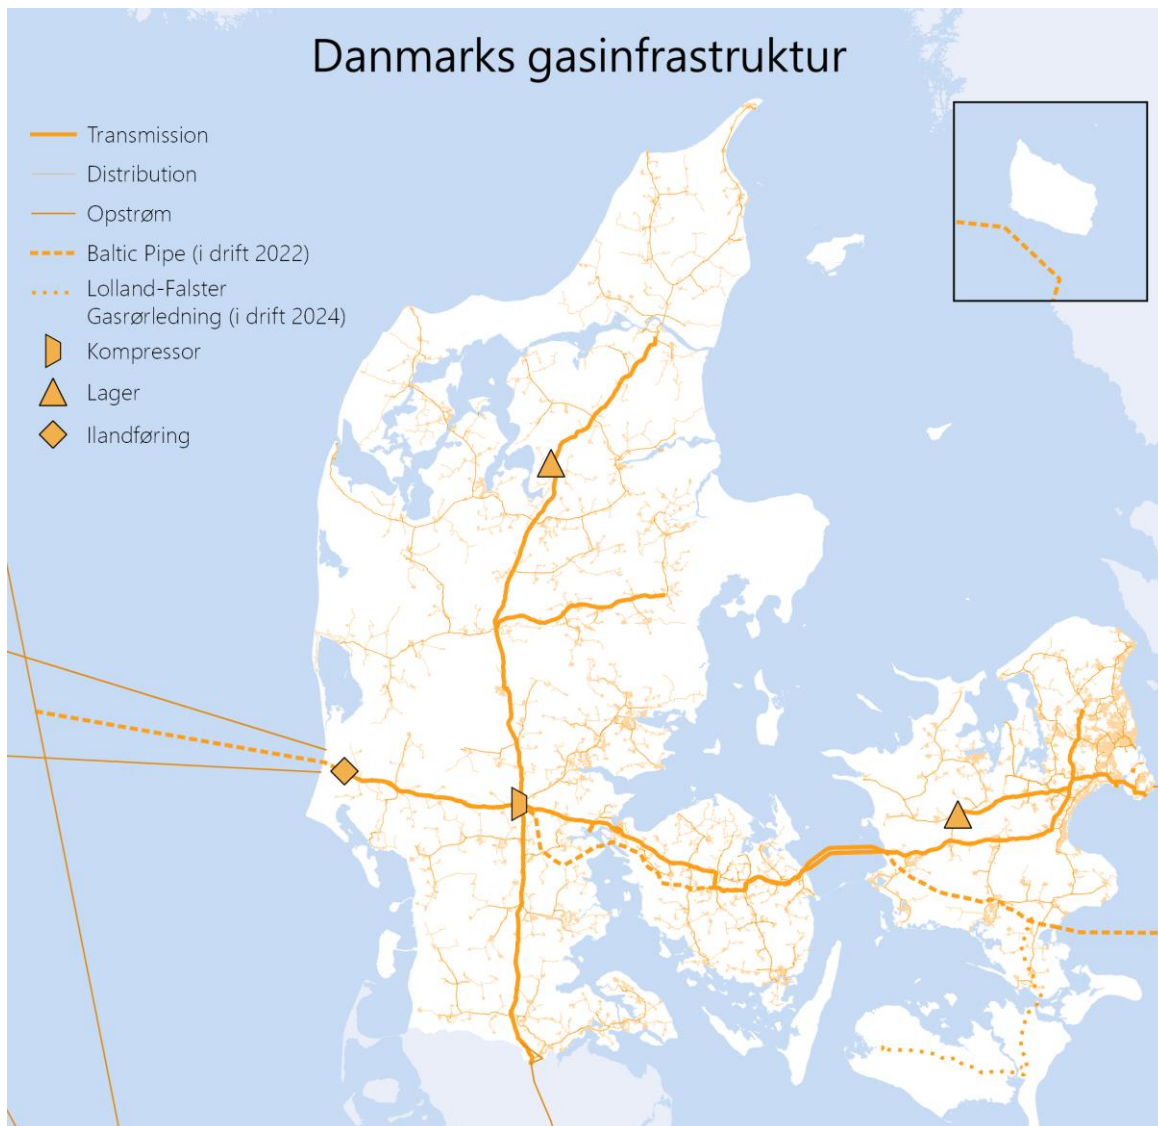 Danmarks gasinfrastruktur
Transmission
Distribution
Opstrøm
Baltic Pipe (i drift 2022)
Lolland-Falster
Gasrørledning (i drift 2024)
Kompressor
Lager
Ilandføring